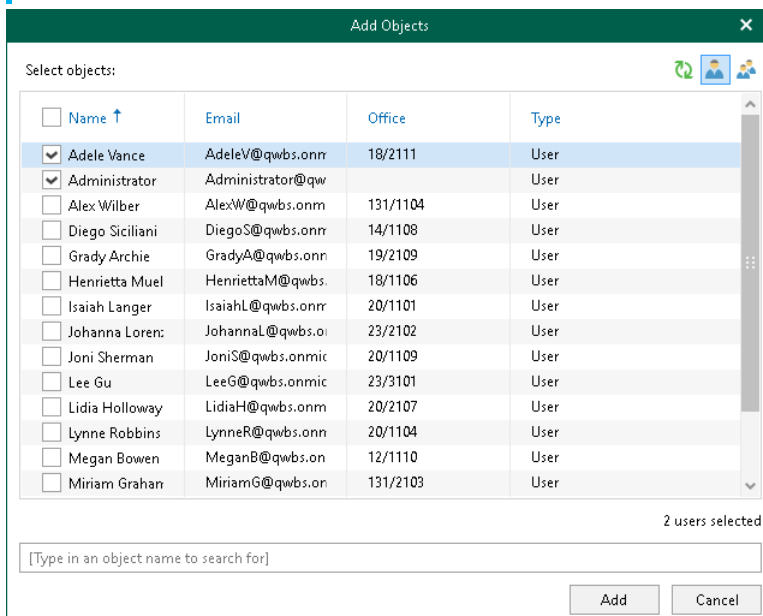 Add Objects
Select objects:
Name Email Office Type
Adele Vance AdeleV@qwbs.onm 18/2111 User
Administrator Administrator@qw User
Alex Wilber AlexW@qwbs.onm 131/1104 User
Diego Siciliani DiegoS@qwbs.onm 14/1108 User
Grady Archie GradyA@qwbs.onn 19/2109 User
Henrietta Muel HenriettaM@qwbs. 18/1106 User
Isaiah Langer IsaiahL@qwbs.onm 20/1101 User
Johanna Loren JohannaL@qwbs.o 23/2102 User
Joni Sherman JoniS@qwbs.onmic 20/1109 User
Lee Gu LeeG@qwbs.onmic 23/3101 User
Lidia Holloway LidiaH@qwbs.onm 20/2107 User
Lynne Robbins LynneR@qwbs.onn 20/1104 User
Megan Bowen MeganB@qwbs.on 12/1110 User
Miriam Graham MiriamG@qwbs.on 131/2103 User
2 users selected
[Type in an object name to search for]
Add Cancel